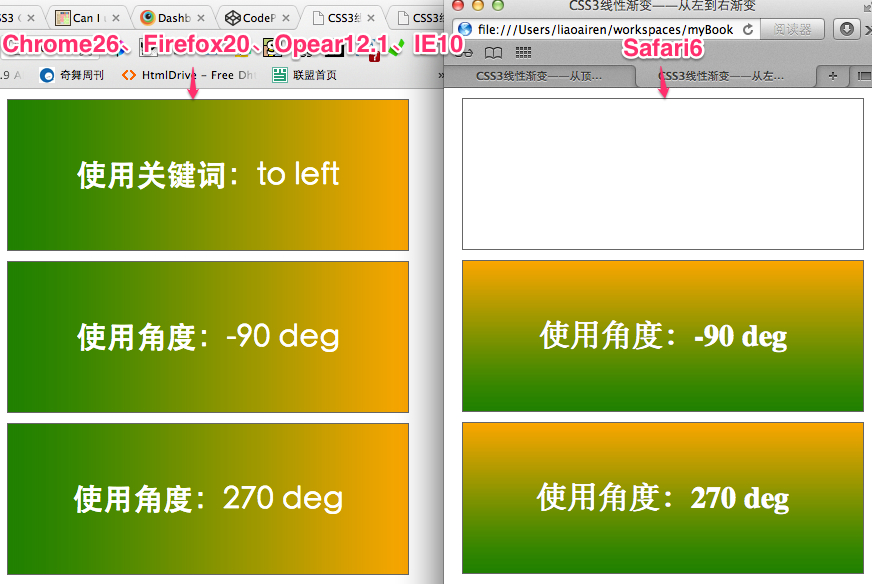 CSS3
Can I
Dashb
CodeP
CSS3
CSS3线性渐变——从左到右渐变
Chrome26、Firefox20、Opear12.1、IE10
file:///Users/liaoairen/workspaces/myBook
阅读器
Safari6
奇舞周刊
HtmlDrive – Free Dh
联盟首页
»
CSS3线性渐变——从顶...
CSS3线性渐变——从左...
使用关键词：to left
使用角度：-90 deg
使用角度：-90 deg
使用角度：270 deg
使用角度：270 deg